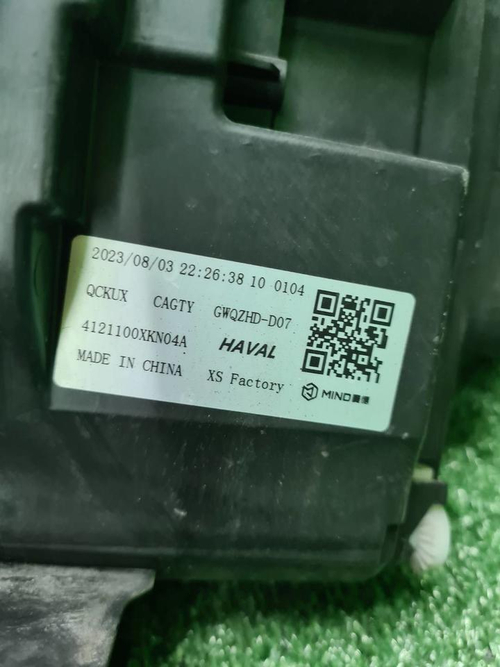 2023/08/03 22:26:38 10 0104
QCKUX CAGTY GWQZHD-D07
4121100XKN04A HAVAL
MADE IN CHINA XS Factory
MIND